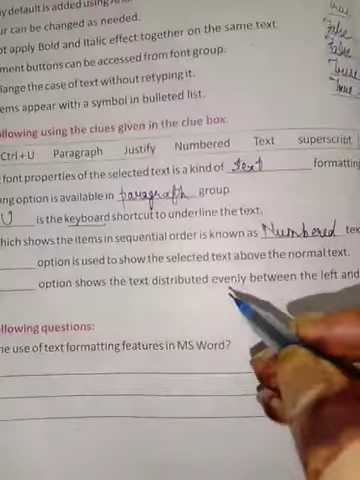 y default is added using
ur can be changed as needed.
ot apply Bold and Italic effect together on the same text.
ment buttons can be accessed from font group.
hange the case of text without retyping it.
ems appear with a symbol in bulleted list.
False
False
True
True
ollowing using the clues given in the clue box.
Ctrl+U Paragraph Justify Numbered Text superscript
font properties of the selected text is a kind of text formatting
ng option is available in paragraph group
U is the keyboard shortcut to underline the text.
hich shows the items in sequential order is known as Numbered tex
option is used to show the selected text above the normal text.
option shows the text distributed evenly between the left and
ollowing questions:
he use of text formatting features in MS Word?